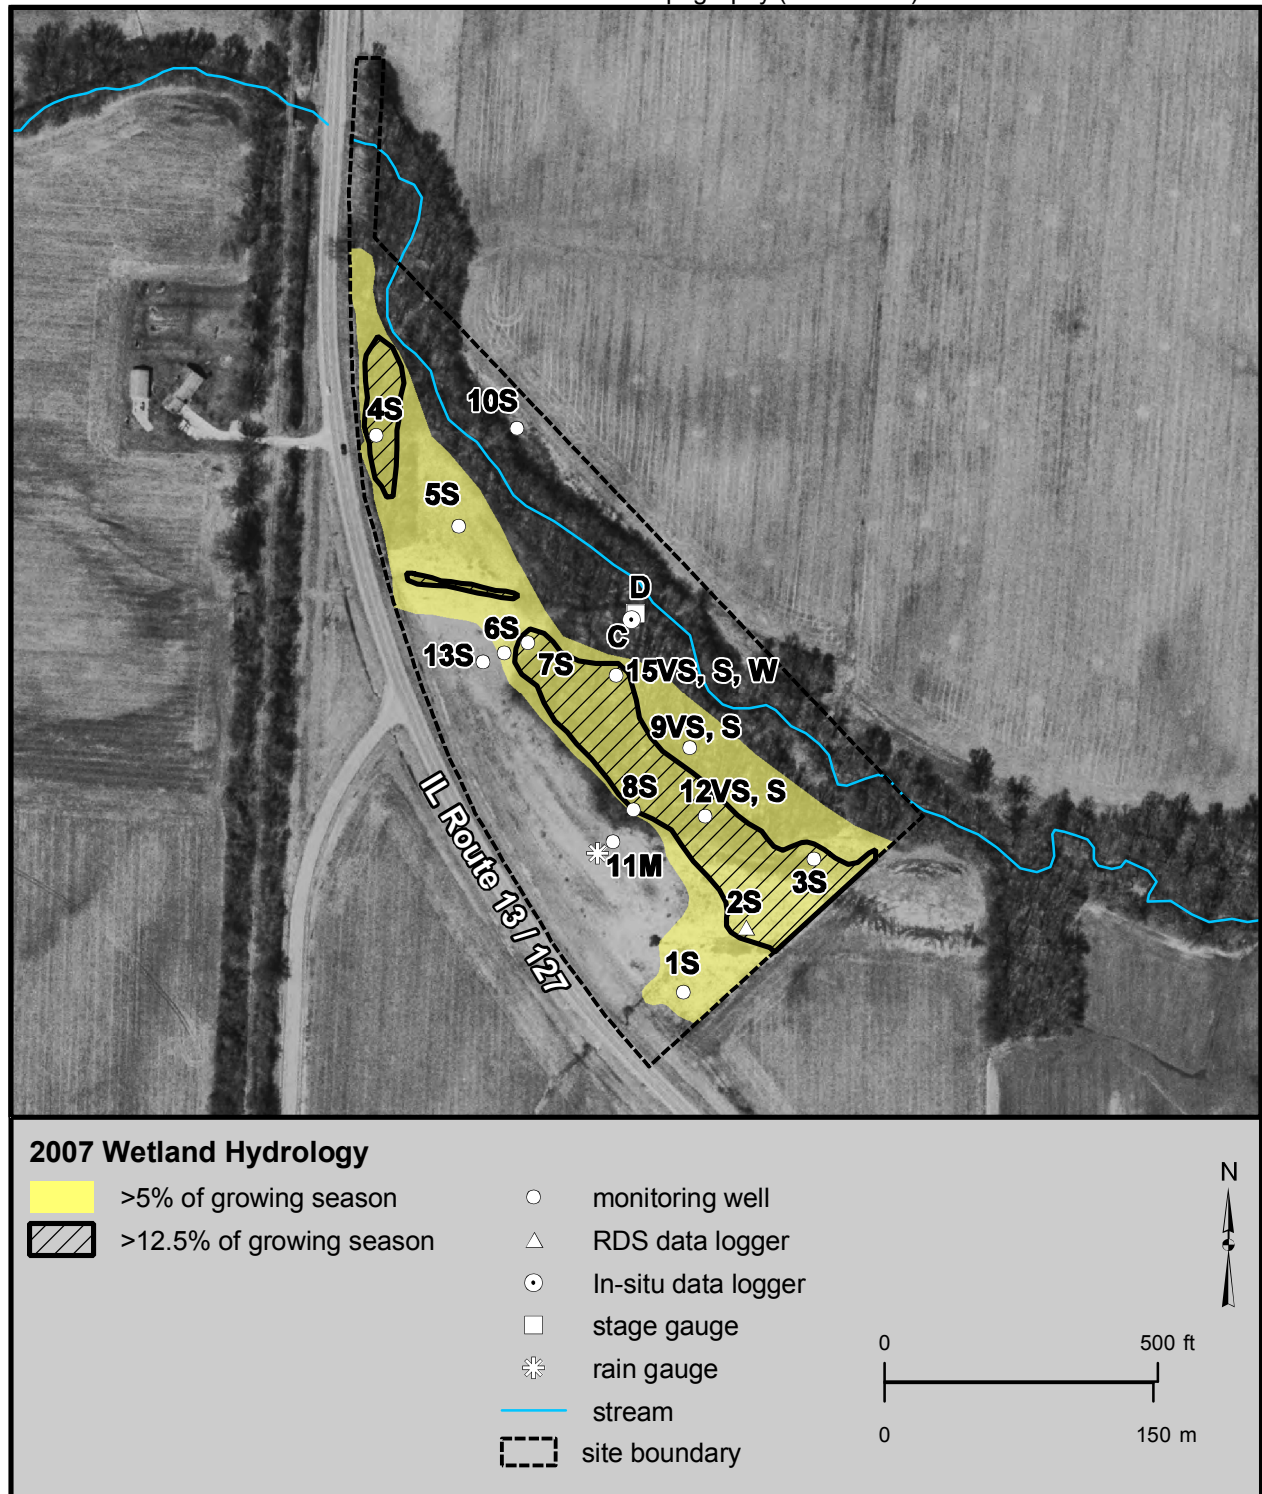 4S
10S
5S
D
C
6S
13S
7S
15VS, S, W
9VS, S
8S
12VS, S
11M
3S
2S
1S
IL Route 13 / 127
2007 Wetland Hydrology
>5% of growing season
>12.5% of growing season
monitoring well
RDS data logger
In-situ data logger
stage gauge
rain gauge
stream
site boundary
N
0 500 ft
0 150 m